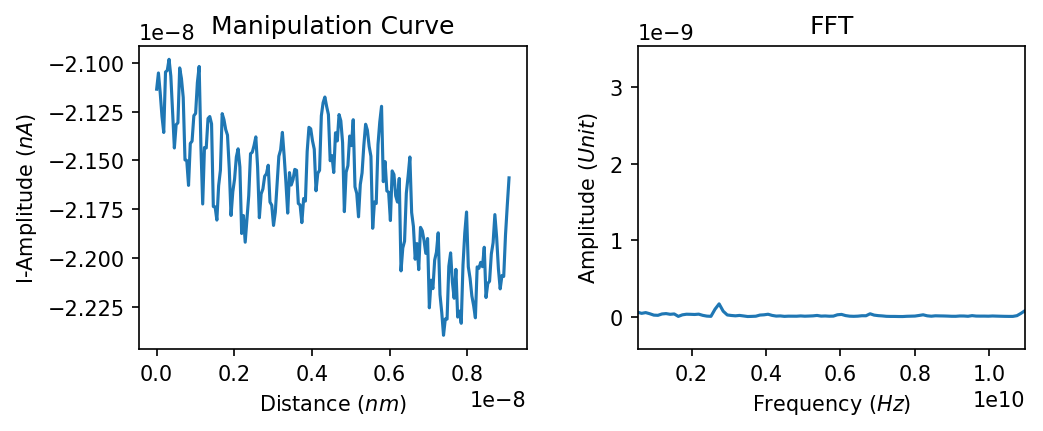 Manipulation Curve
1e−8
−2.100
−2.125
−2.150
−2.175
−2.200
−2.225
I-Amplitude (nA)
0.0 0.2 0.4 0.6 0.8
Distance (nm)
1e−8
FFT
1e−9
3
2
1
0
Amplitude (Unit)
0.2 0.4 0.6 0.8 1.0
Frequency (Hz)
1e10